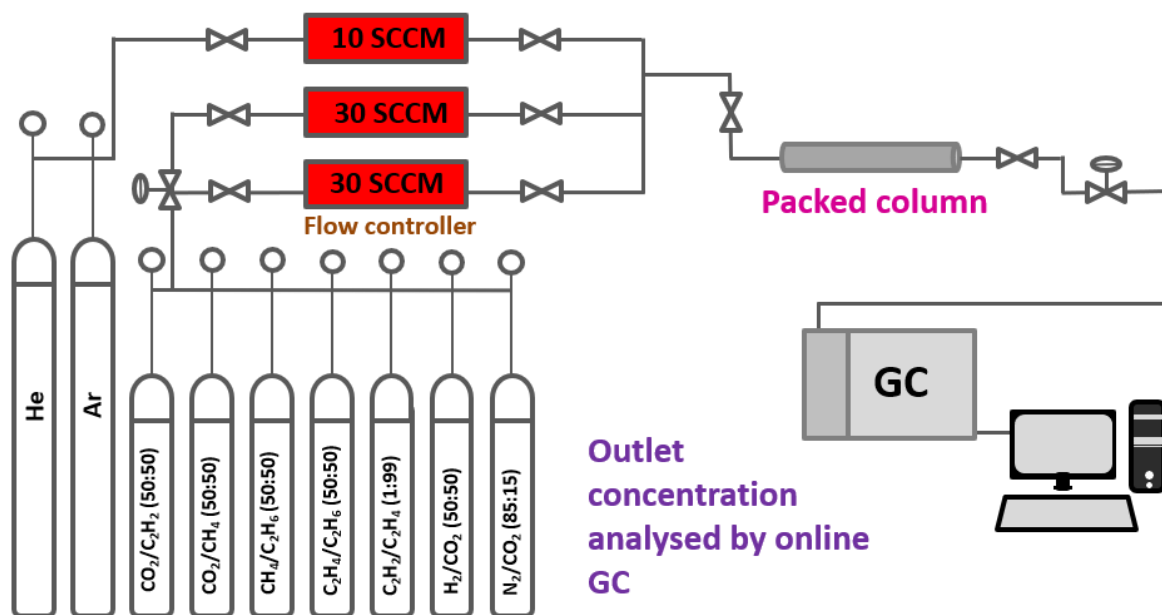 10 SCCM
30 SCCM
30 SCCM
Flow controller
Packed column
He
Ar
CO₂/C₂H₂ (50:50)
CO₂/CH₄ (50:50)
CH₄/C₂H₆ (50:50)
C₂H₄/C₂H₆ (50:50)
C₂H₂/C₂H₄ (1:99)
H₂/CO₂ (50:50)
N₂/CO₂ (85:15)
GC
Outlet
concentration
analysed by online
GC